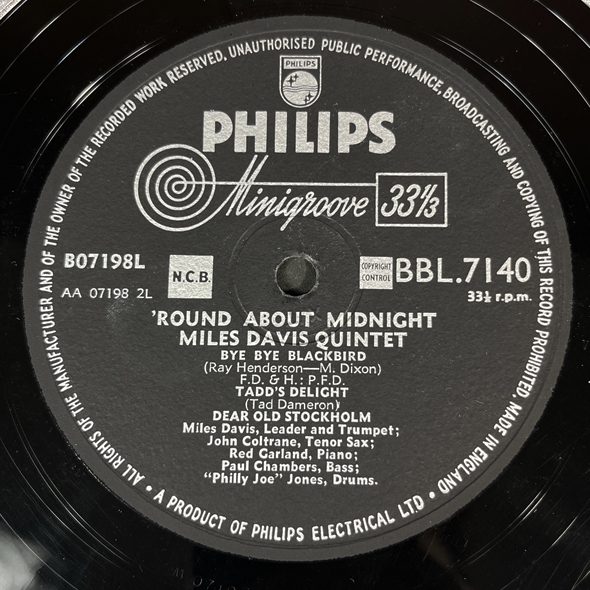 ALL RIGHTS OF THE MANUFACTURER AND OF THE OWNER OF THE RECORDED WORK RESERVED. UNAUTHORISED PUBLIC PERFORMANCE, BROADCASTING AND COPYING OF THIS RECORD PROHIBITED. MADE IN ENGLAND
PHILIPS
PHILIPS
Minigroove 33⅓
B07198L
N.C.B.
COPYRIGHT
CONTROL
BBL.7140
AA 07198 2L
33⅓ r.p.m.
'ROUND ABOUT MIDNIGHT
MILES DAVIS QUINTET
BYE BYE BLACKBIRD
(Ray Henderson—M. Dixon)
F.D. & H.: P.F.D.
TADD'S DELIGHT
(Tad Dameron)
DEAR OLD STOCKHOLM
Miles Davis, Leader and Trumpet;
John Coltrane, Tenor Sax;
Red Garland, Piano;
Paul Chambers, Bass;
"Philly Joe" Jones, Drums.
• A PRODUCT OF PHILIPS ELECTRICAL LTD •